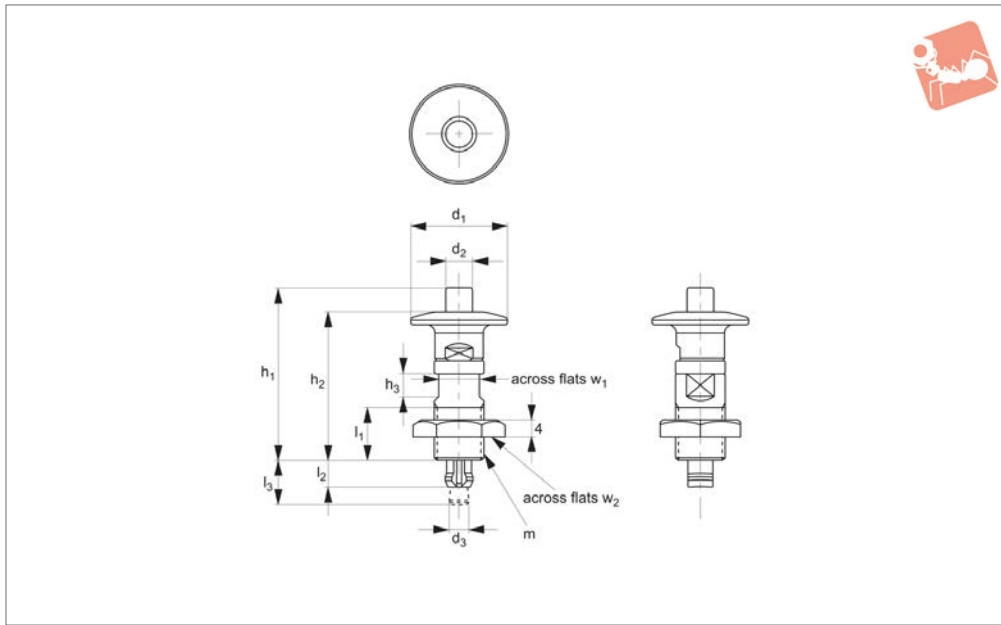 d₁
d₂
h₁
h₂
h₃
across flats w₁
l₁
4
l₂
l₃
across flats w₂
d₃
m